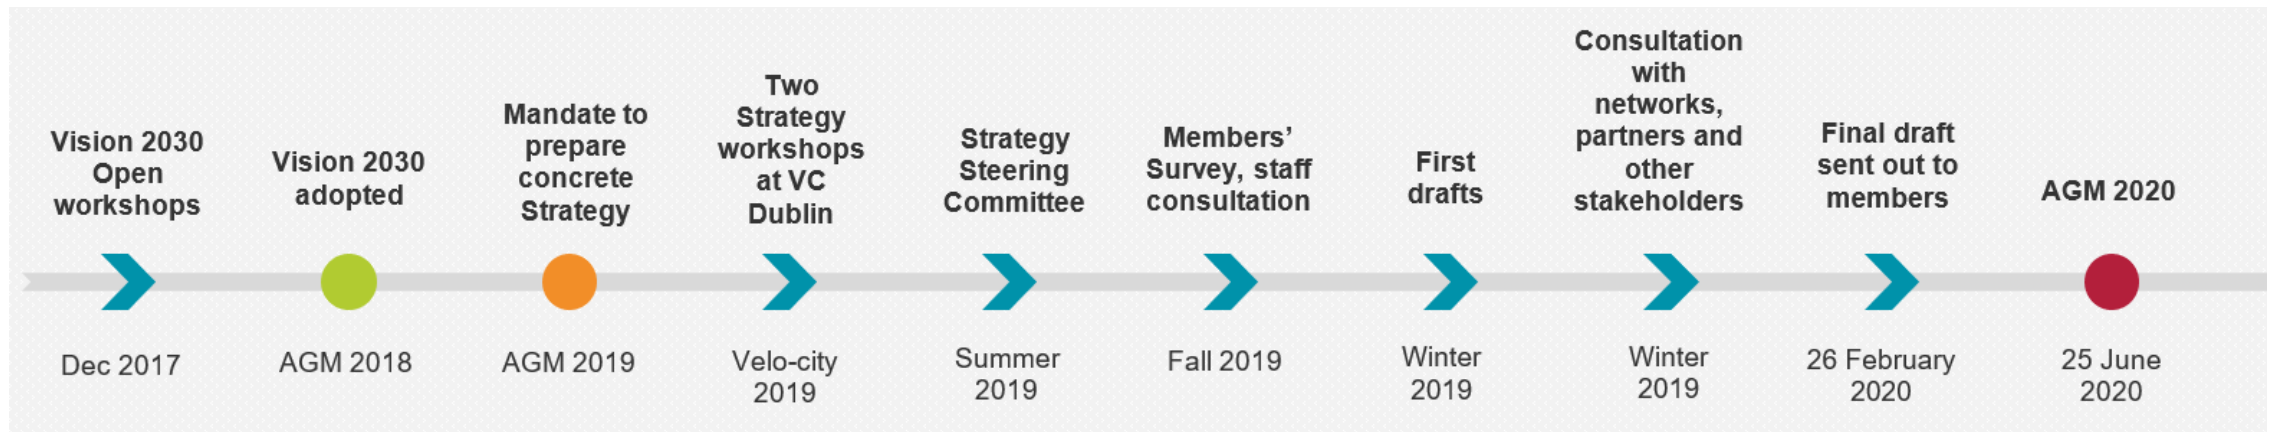 Vision 2030
Open
workshops
Dec 2017
Vision 2030
adopted
AGM 2018
Mandate to
prepare
concrete
Strategy
AGM 2019
Two
Strategy
workshops
at VC
Dublin
Velo-city
2019
Strategy
Steering
Committee
Summer
2019
Members’
Survey, staff
consultation
Fall 2019
First
drafts
Winter
2019
Consultation
with
networks,
partners and
other
stakeholders
Winter
2019
Final draft
sent out to
members
26 February
2020
AGM 2020
25 June
2020